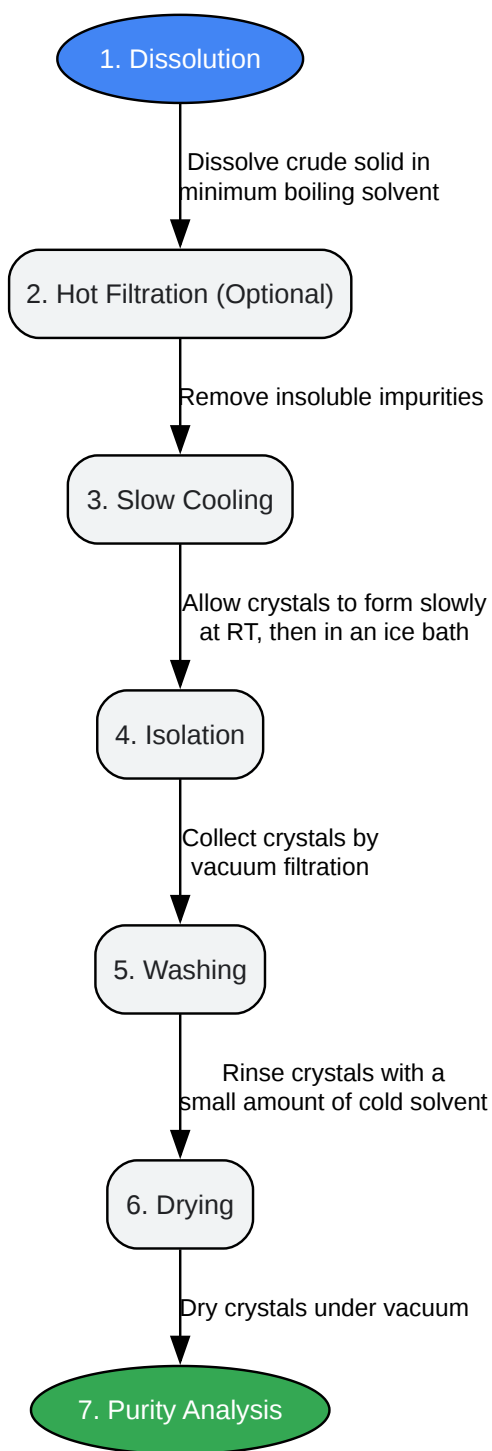 1. Dissolution
Dissolve crude solid in
minimum boiling solvent
2. Hot Filtration (Optional)
Remove insoluble impurities
3. Slow Cooling
Allow crystals to form slowly
at RT, then in an ice bath
4. Isolation
Collect crystals by
vacuum filtration
5. Washing
Rinse crystals with a
small amount of cold solvent
6. Drying
Dry crystals under vacuum
7. Purity Analysis